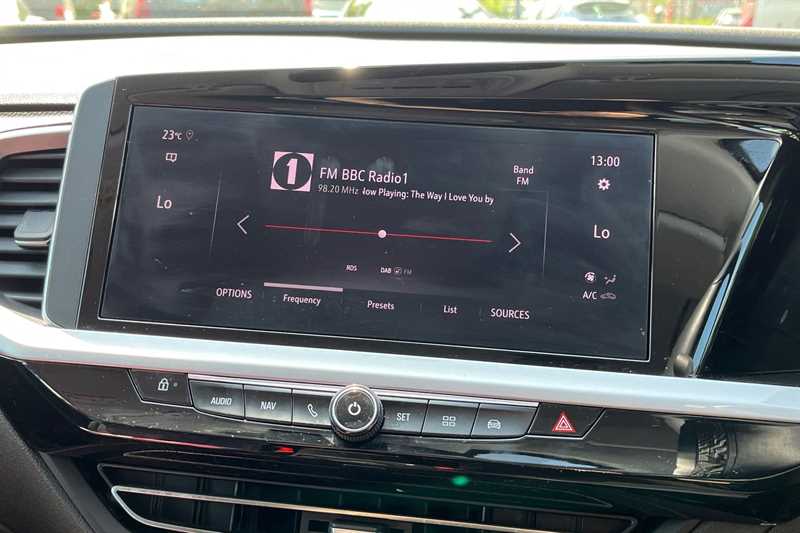 23°C
13:00
1
FM BBC Radio1
Band
FM
98.20 MHz low Playing: The Way I Love You by
Lo
Lo
RDS
DAB FM
A/C
OPTIONS
Frequency
Presets
List
SOURCES
AUDIO
NAV
SET